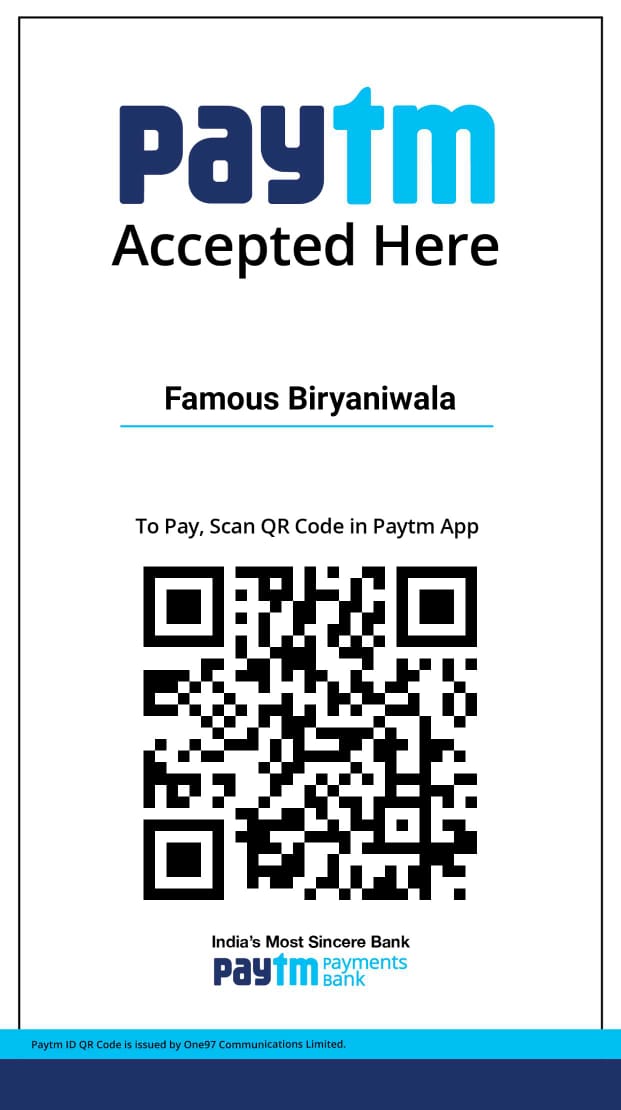 paytm
Accepted Here
Famous Biryaniwala
To Pay, Scan QR Code in Paytm App
India's Most Sincere Bank
paytm Payments
Bank
Paytm ID QR Code is issued by One97 Communications Limited.